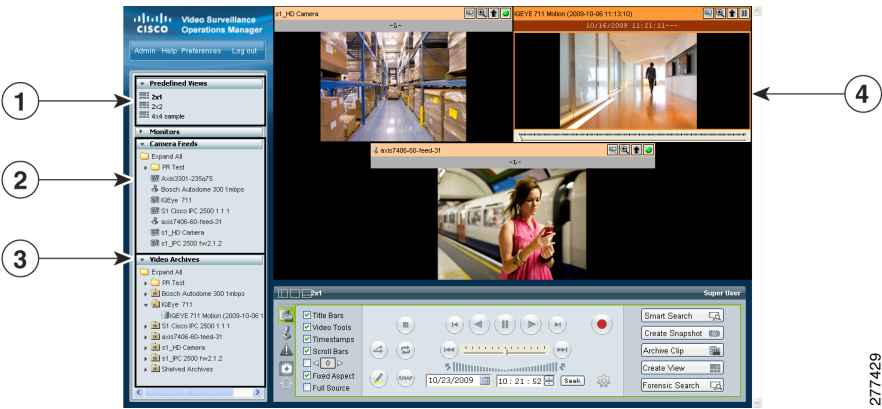 CISCO
Video Surveillance
Operations Manager
Admin Help Preferences Log out
1
Predefined Views
2x1
2x2
4x4 sample
Monitors
2
Camera Feeds
Expand All
PR Test
Axis3301-235q75
Bosch Autodome 300 1mbps
IQEye 711
S1 Cisco IPC 2500 1 1 1
axis7406-60-feed-31
s1_HD Camera
s1_IPC 2500 fw2.1.2
3
Video Archives
Expand All
PR Test
Bosch Autodome 300 1mbps
IQEye 711
IQEYE 711 Motion (2009-10-06 1
S1 Cisco IPC 2500 1 1 1
axis7406-60-feed-31
s1_HD Camera
s1_IPC 2500 fw2.1.2
Shelved Archives
s1_HD Camera
-L-
IQEYE 711 Motion (2009-10-06 11:13:10)
10/16/2009 11:21:11---
4
axis7406-60-feed-31
-L-
2x1
Super User
Title Bars
Video Tools
Timestamps
Scroll Bars
0
Fixed Aspect
Full Source
SWAP
10/23/2009
10 : 21 : 52
Seek
Smart Search
Create Snapshot
Archive Clip
Create View
Forensic Search
277429